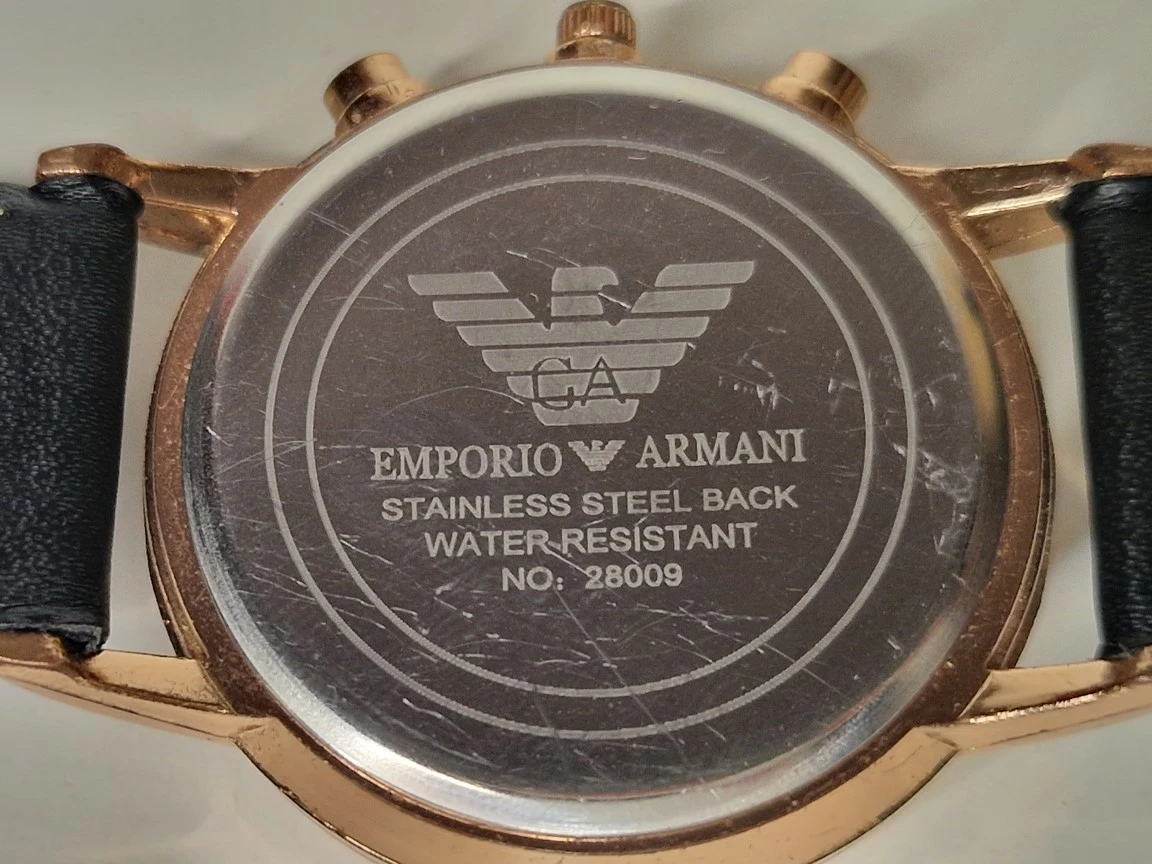 GA
EMPORIO ARMANI
STAINLESS STEEL BACK
WATER RESISTANT
NO: 28009